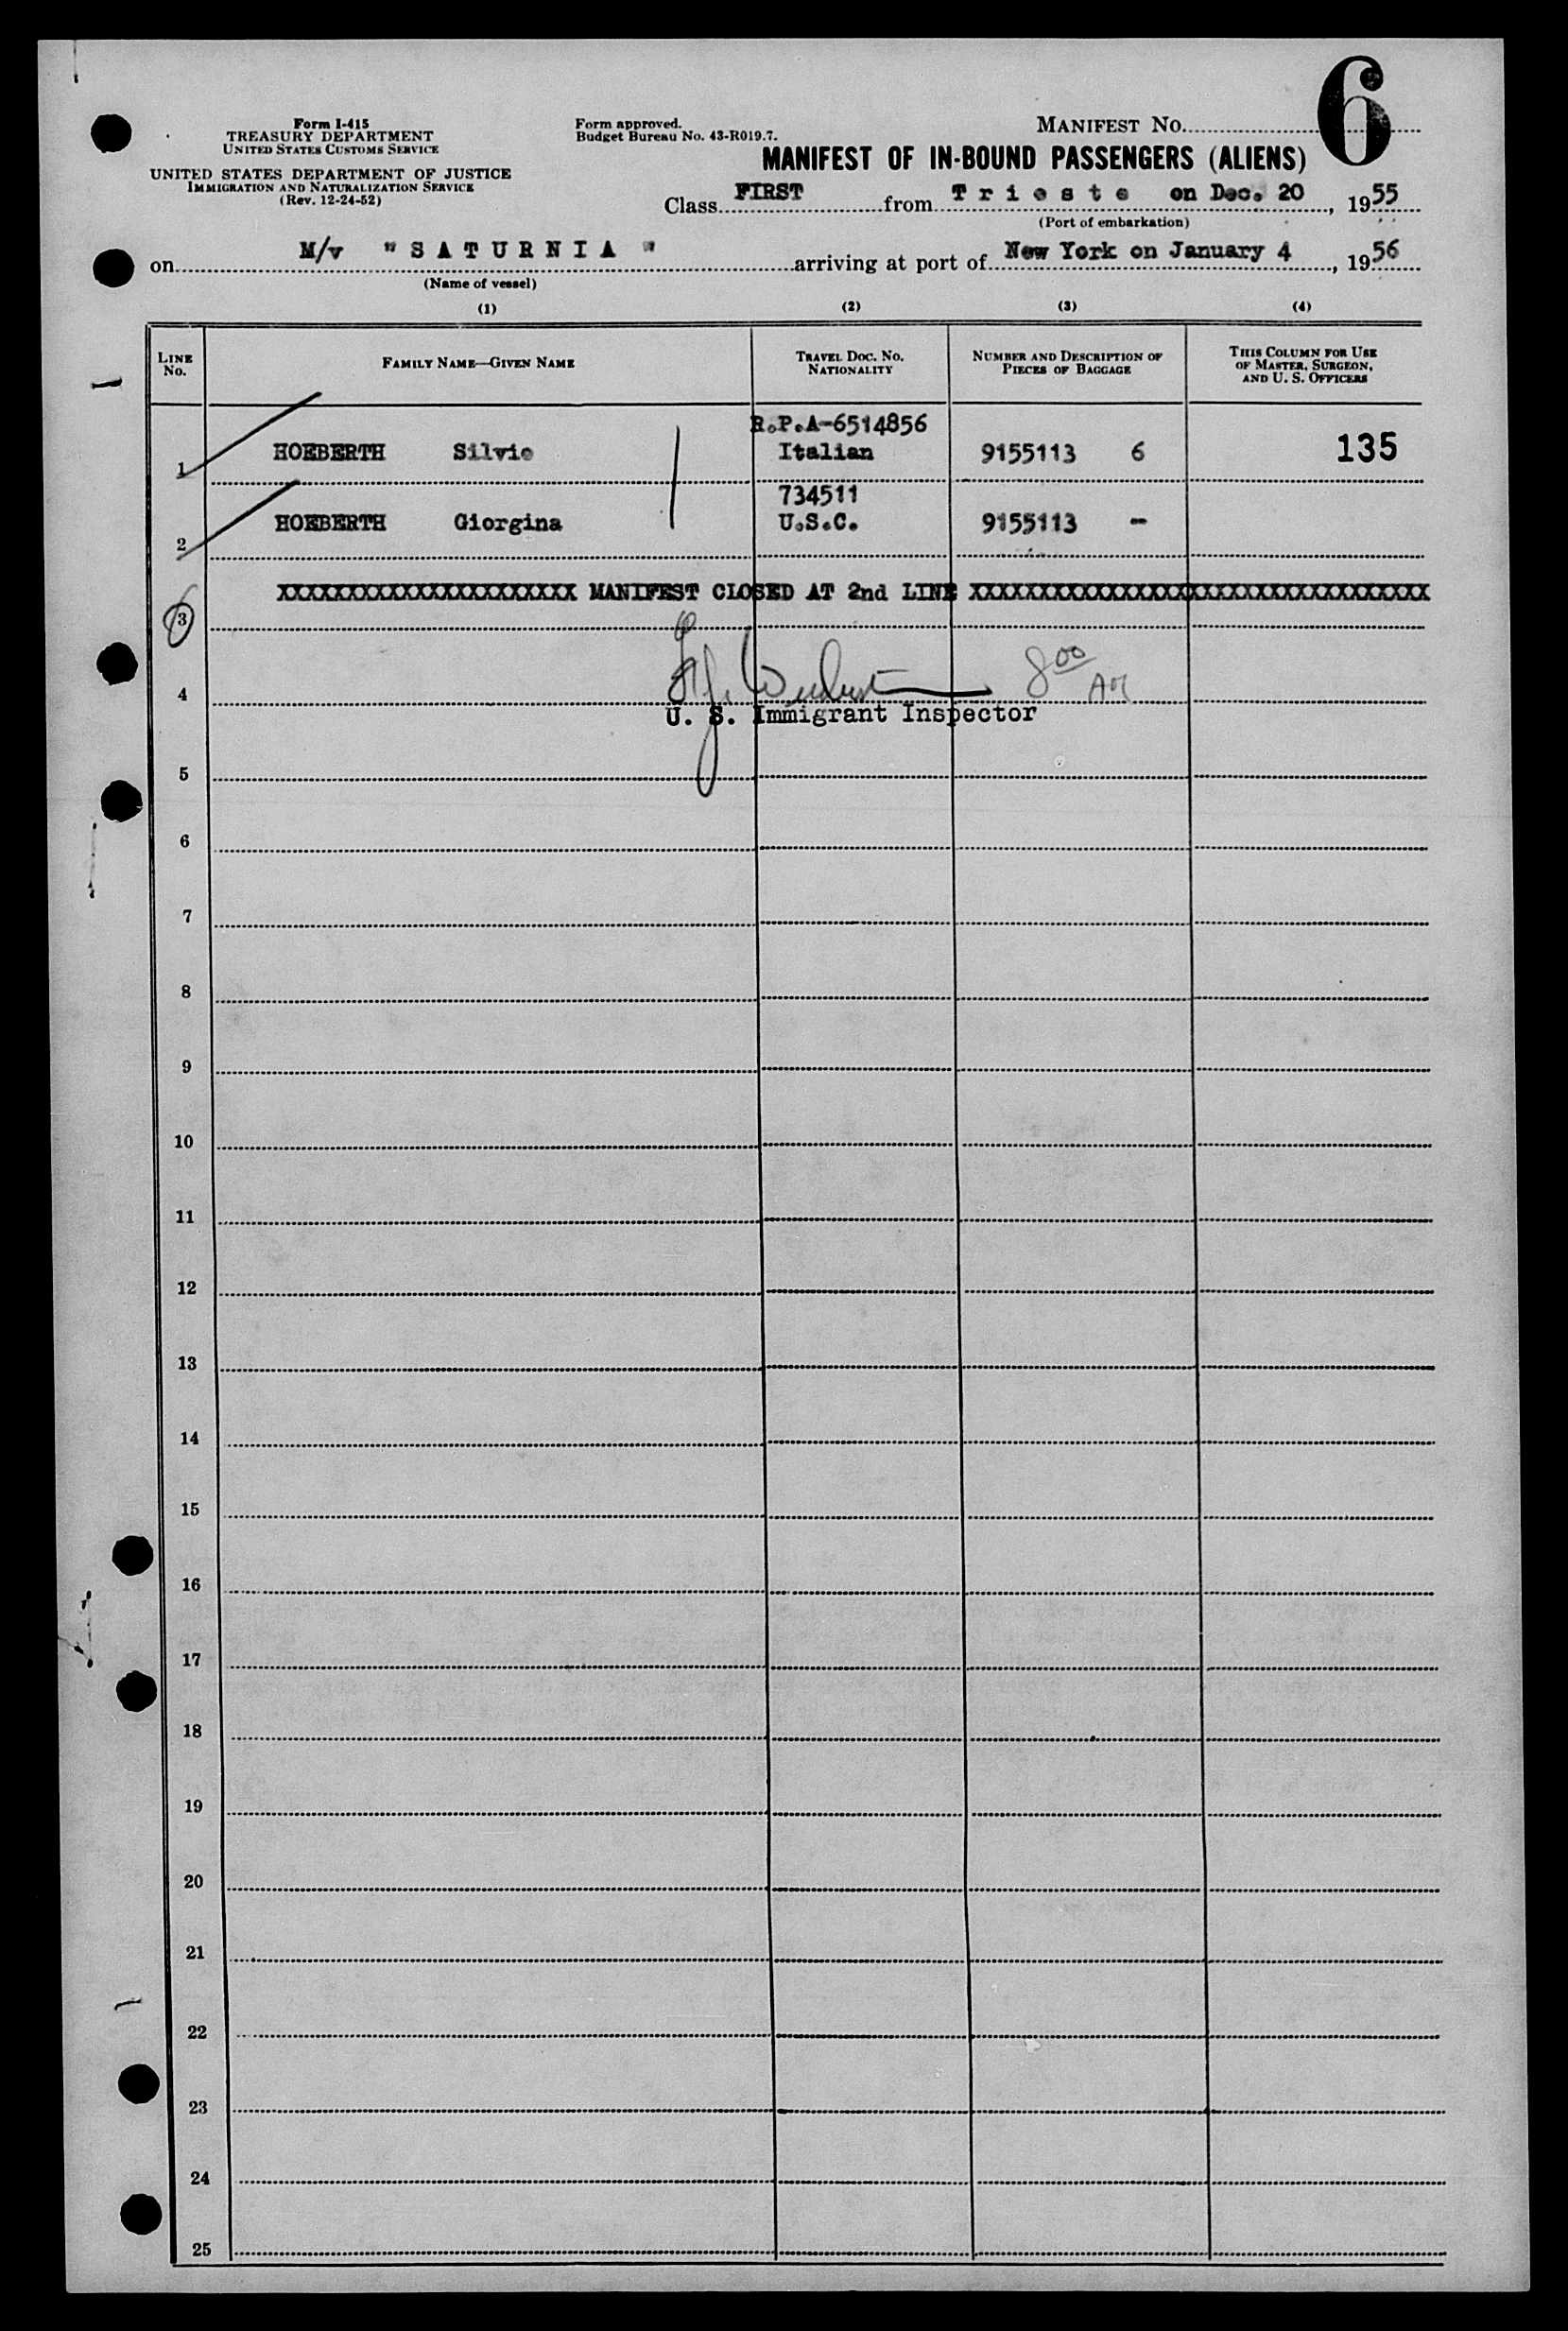 6
Form I-415
TREASURY DEPARTMENT
UNITED STATES CUSTOMS SERVICE
UNITED STATES DEPARTMENT OF JUSTICE
IMMIGRATION AND NATURALIZATION SERVICE
(Rev. 12-24-52)
Form approved.
Budget Bureau No. 43-R019.7.
MANIFEST NO.
MANIFEST OF IN-BOUND PASSENGERS (ALIENS)
Class FIRST from Trieste on Dec. 20, 1955
(Port of embarkation)
on M/v "SATURNIA" arriving at port of New York on January 4, 1956
(Name of vessel)
(1) (2) (3) (4)
LINE NO. FAMILY NAME—GIVEN NAME TRAVEL DOC. NO. NATIONALITY NUMBER AND DESCRIPTION OF PIECES OF BAGGAGE THIS COLUMN FOR USE OF MASTER, SURGEON, AND U. S. OFFICERS
R.P.A-6514856
1 HOEBERTH Silvio Italian 9155113 6 135
734511
2 HOEBERTH Giorgina U.S.C. 9155113 -
XXXXXXXXXXXXXXXXXXXXXX MANIFEST CLOSED AT 2nd LINE XXXXXXXXXXXXXXXXXXXXXXXXXXXXXXXXXX
3
4 8 00 AM
U. S. Immigrant Inspector
5
6
7
8
9
10
11
12
13
14
15
16
17
18
19
20
21
22
23
24
25